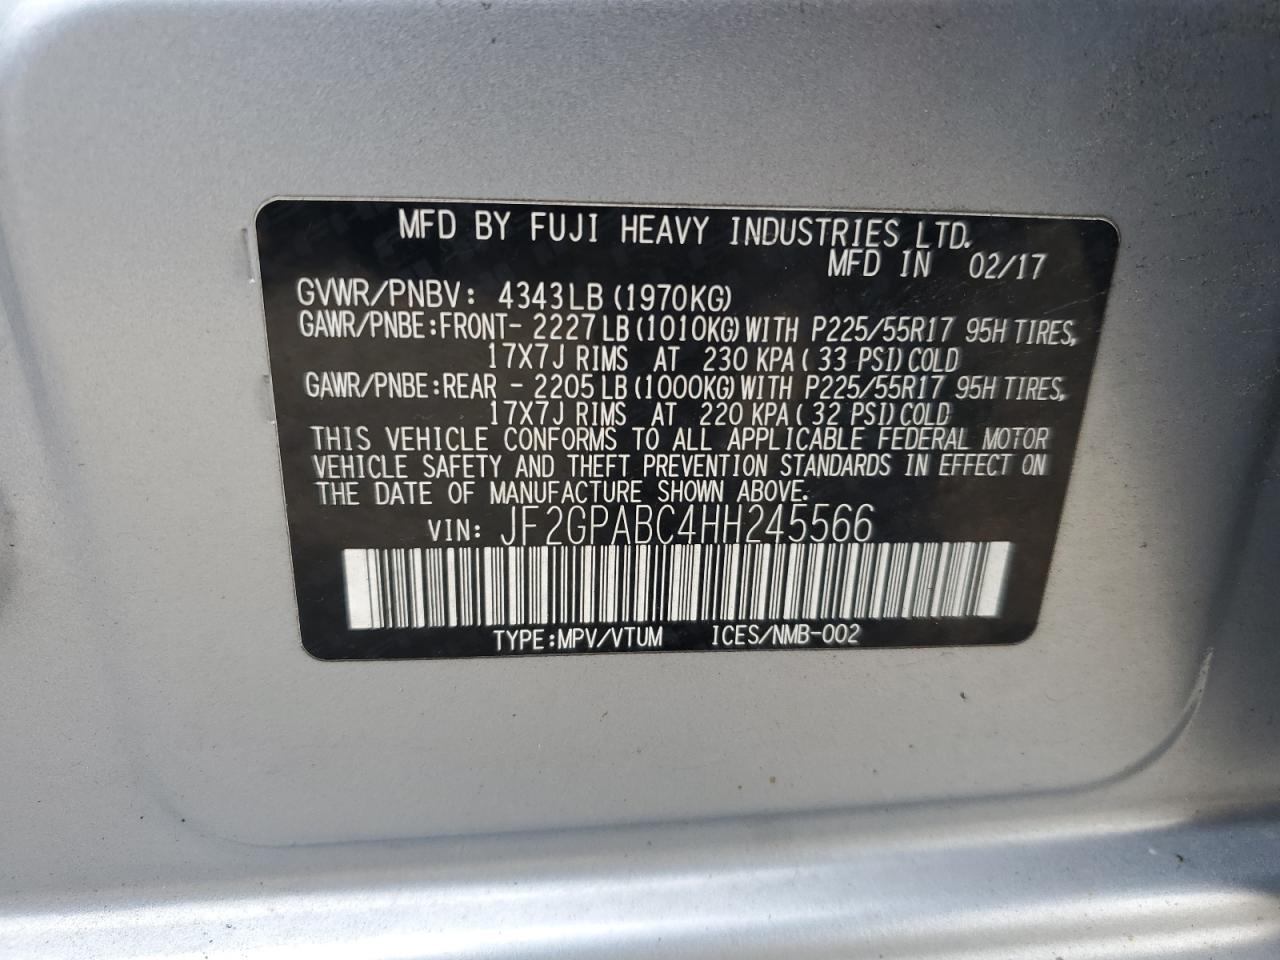 MFD BY FUJI HEAVY INDUSTRIES LTD.
MFD IN 02/17
GVWR/PNBV: 4343LB (1970KG)
GAWR/PNBE:FRONT- 2227 LB (1010KG) WITH P225/55R17 95H TIRES,
17X7J RIMS AT 230 KPA ( 33 PSI) COLD
GAWR/PNBE:REAR - 2205 LB (1000KG) WITH P225/55R17 95H TIRES,
17X7J RIMS AT 220 KPA ( 32 PSI) COLD
THIS VEHICLE CONFORMS TO ALL APPLICABLE FEDERAL MOTOR
VEHICLE SAFETY AND THEFT PREVENTION STANDARDS IN EFFECT ON
THE DATE OF MANUFACTURE SHOWN ABOVE.
VIN: JF2GPABC4HH245566
TYPE:MPV/VTUM ICES/NMB-002